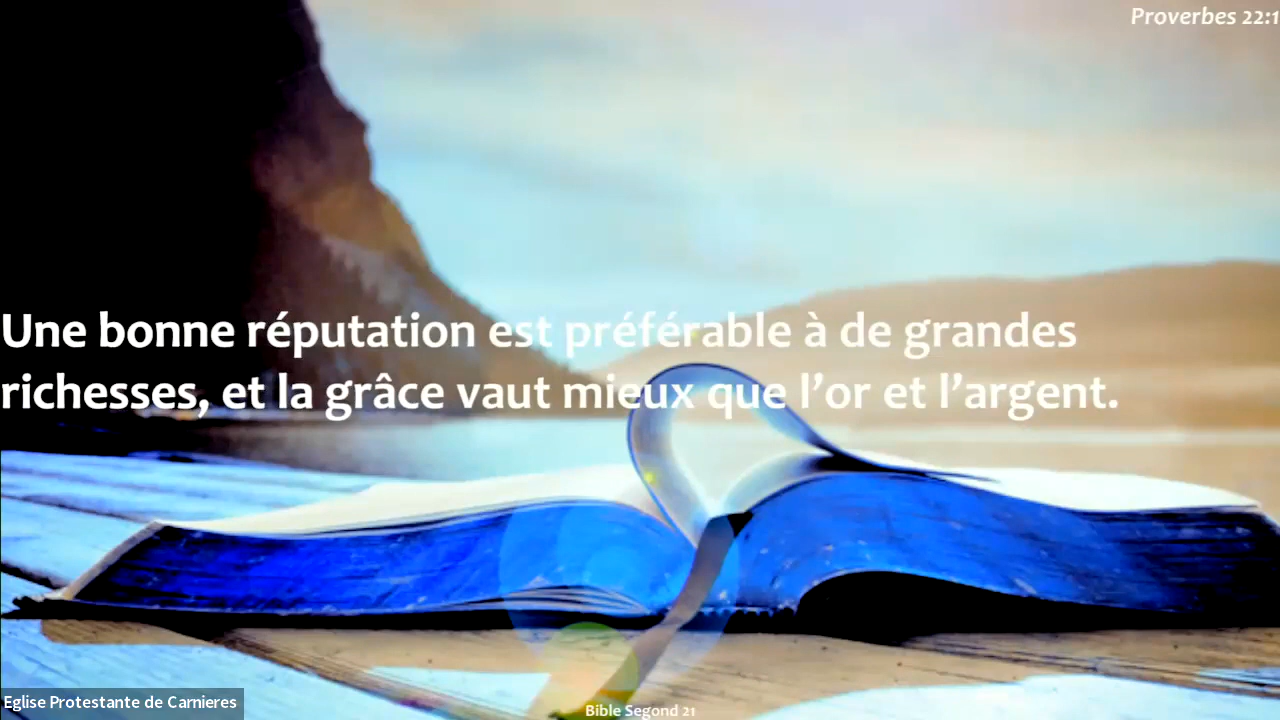 Proverbes 22:1
Une bonne réputation est préférable à de grandes
richesses, et la grâce vaut mieux que l’or et l’argent.
Eglise Protestante de Carnieres
Bible Segond 21